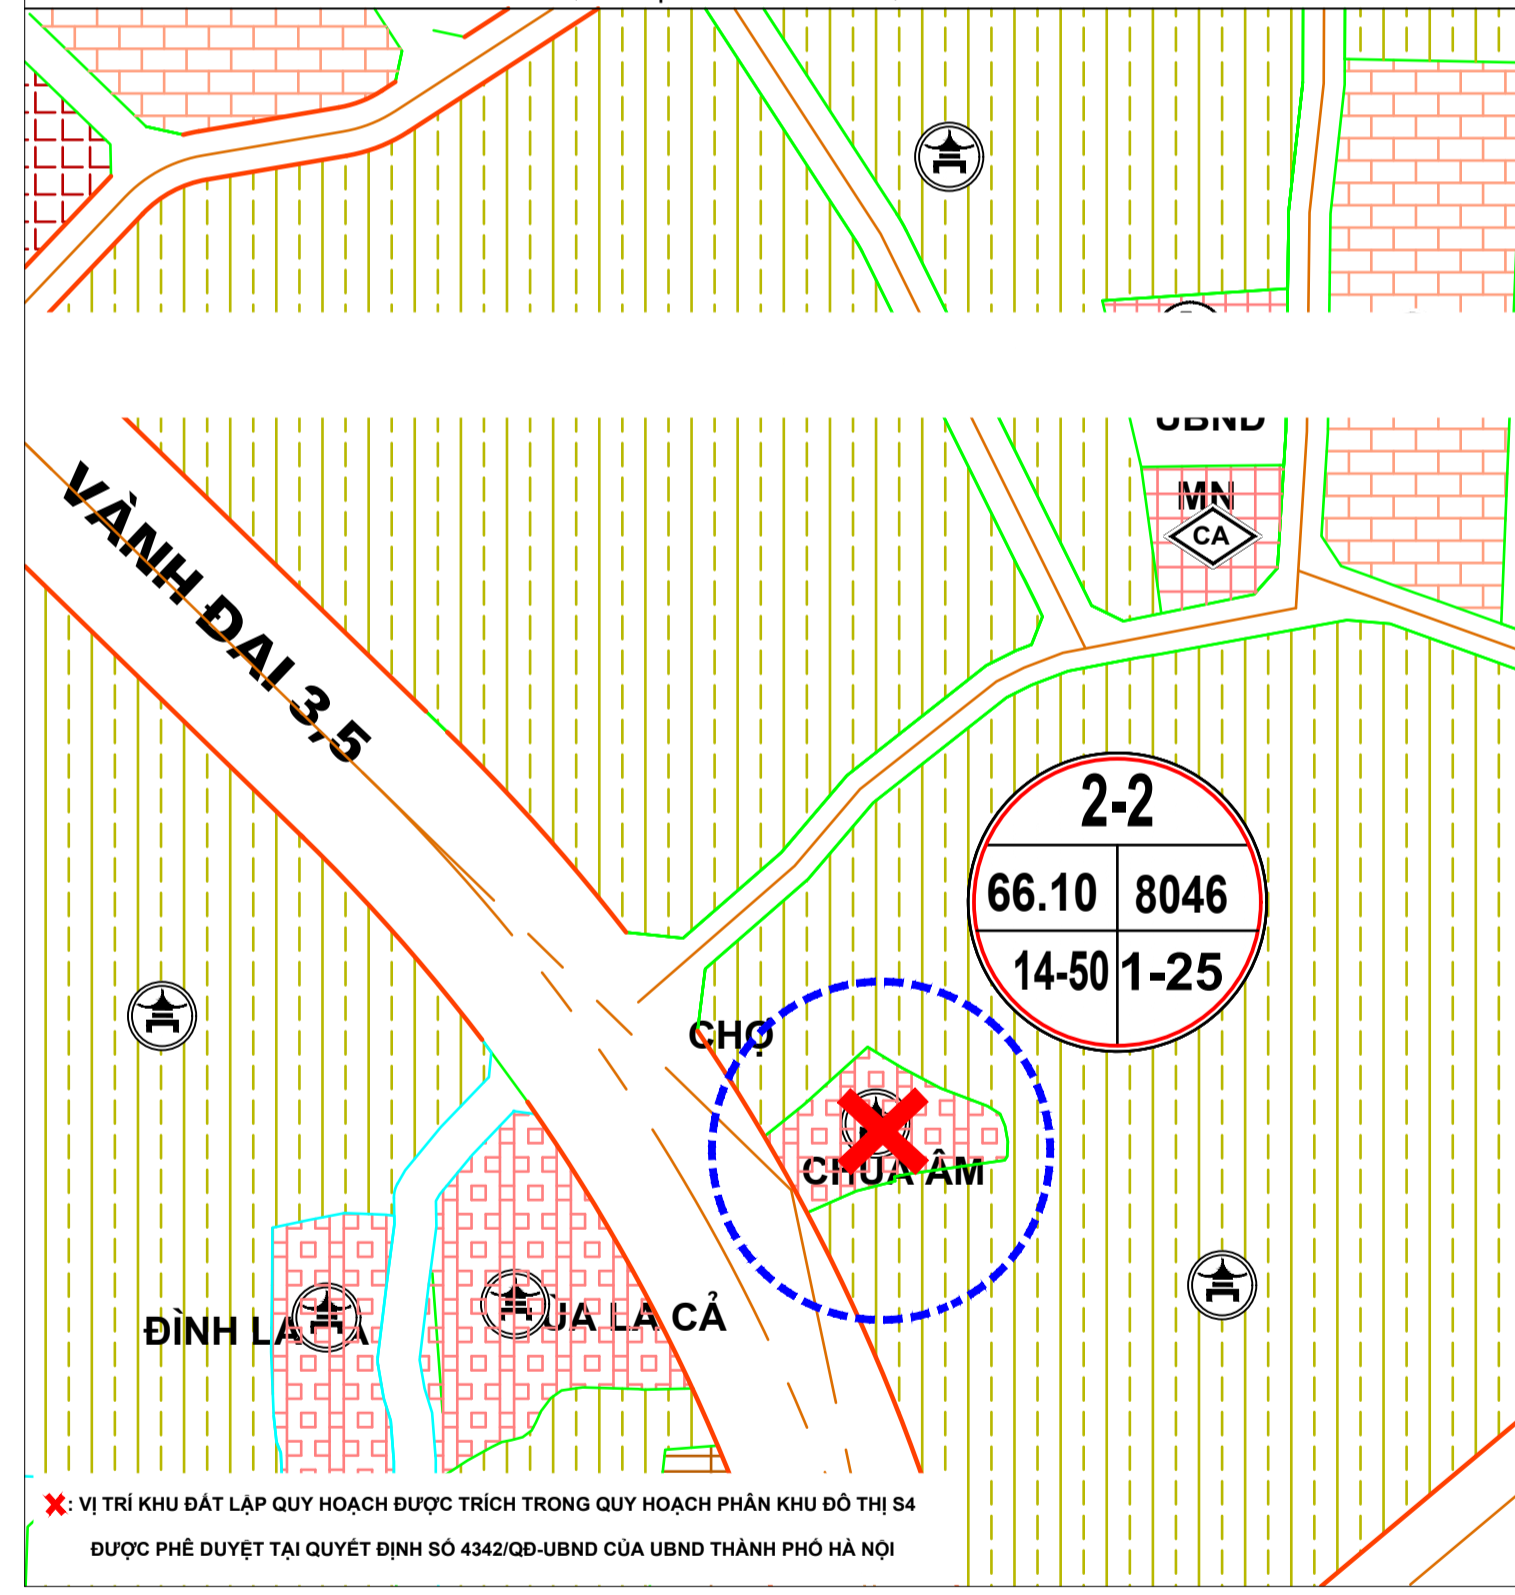 UBND
MN
CA
VÀNH ĐAI 3,5
2-2
66.10 8046
14-50 1-25
CHỢ
CHÙA ÂM
ĐÌNH LA
LA CẢ
: VỊ TRÍ KHU ĐẤT LẬP QUY HOẠCH ĐƯỢC TRÍCH TRONG QUY HOẠCH PHÂN KHU ĐÔ THỊ S4
ĐƯỢC PHÊ DUYỆT TẠI QUYẾT ĐỊNH SỐ 4342/QĐ-UBND CỦA UBND THÀNH PHỐ HÀ NỘI